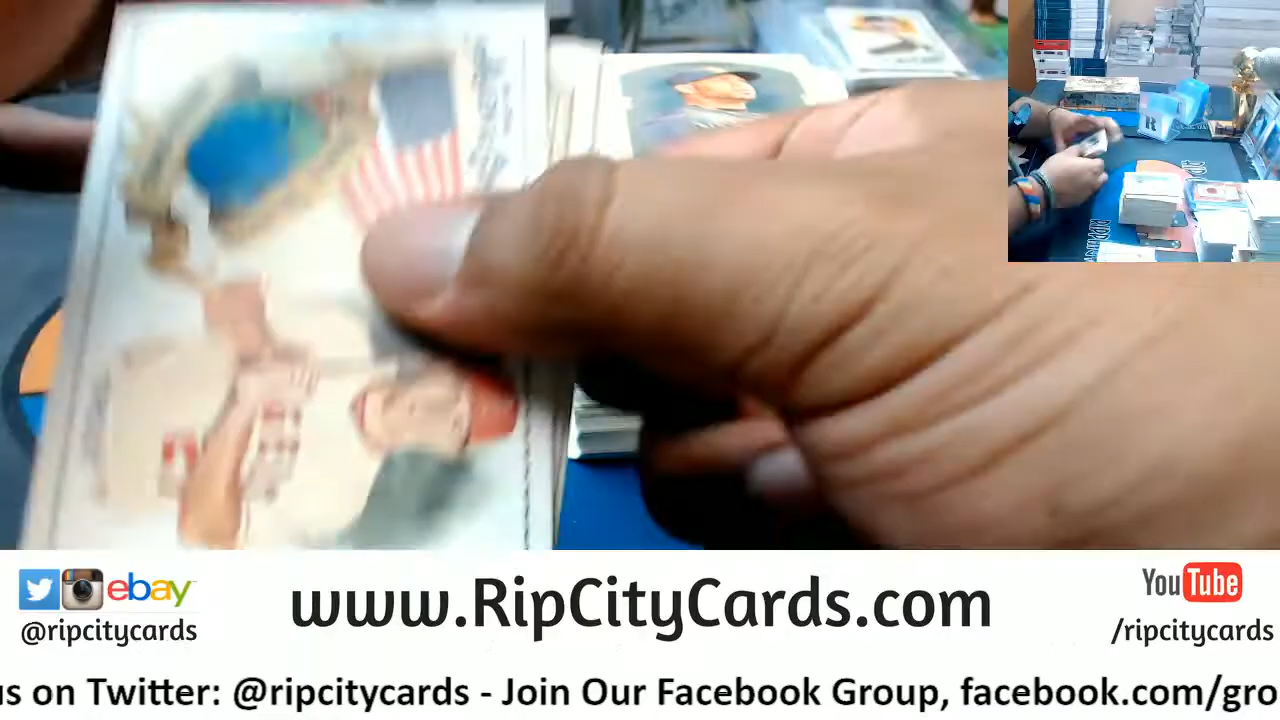 ebay
@ripcitycards
www.RipCityCards.com
YouTube
/ripcitycards
us on Twitter: @ripcitycards - Join Our Facebook Group, facebook.com/gro
R